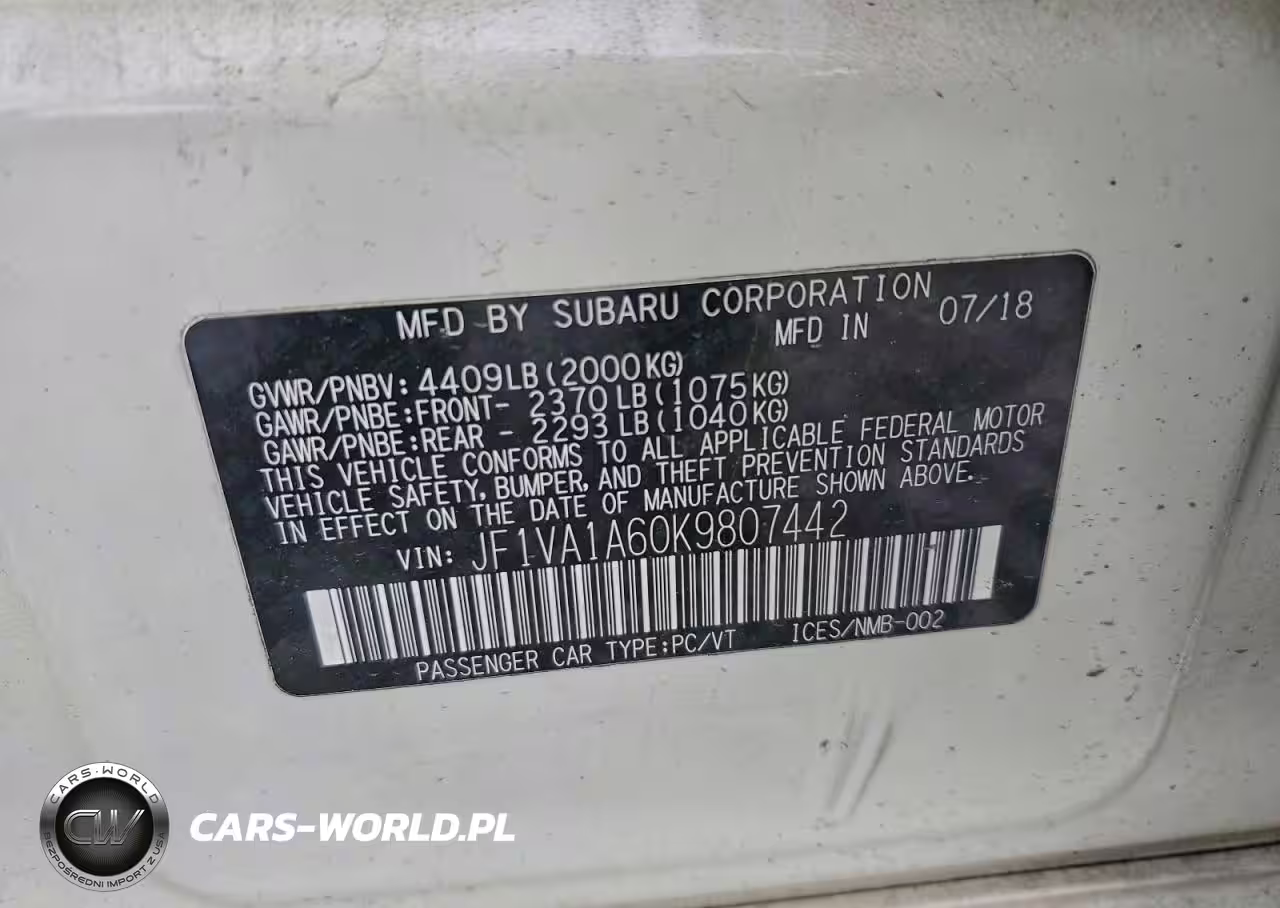 MFD BY SUBARU CORPORATION
MFD IN 07/18
GVWR/PNBV: 4409LB(2000KG)
GAWR/PNBE:FRONT- 2370LB(1075KG)
GAWR/PNBE:REAR - 2293LB(1040KG)
THIS VEHICLE CONFORMS TO ALL APPLICABLE FEDERAL MOTOR
VEHICLE SAFETY, BUMPER, AND THEFT PREVENTION STANDARDS
IN EFFECT ON THE DATE OF MANUFACTURE SHOWN ABOVE.
VIN: JF1VA1A60K9807442
PASSENGER CAR TYPE:PC/VT ICES/NMB-002
CARS-WORLD
CW
BEZPOŚREDNI IMPORT Z USA
CARS-WORLD.PL